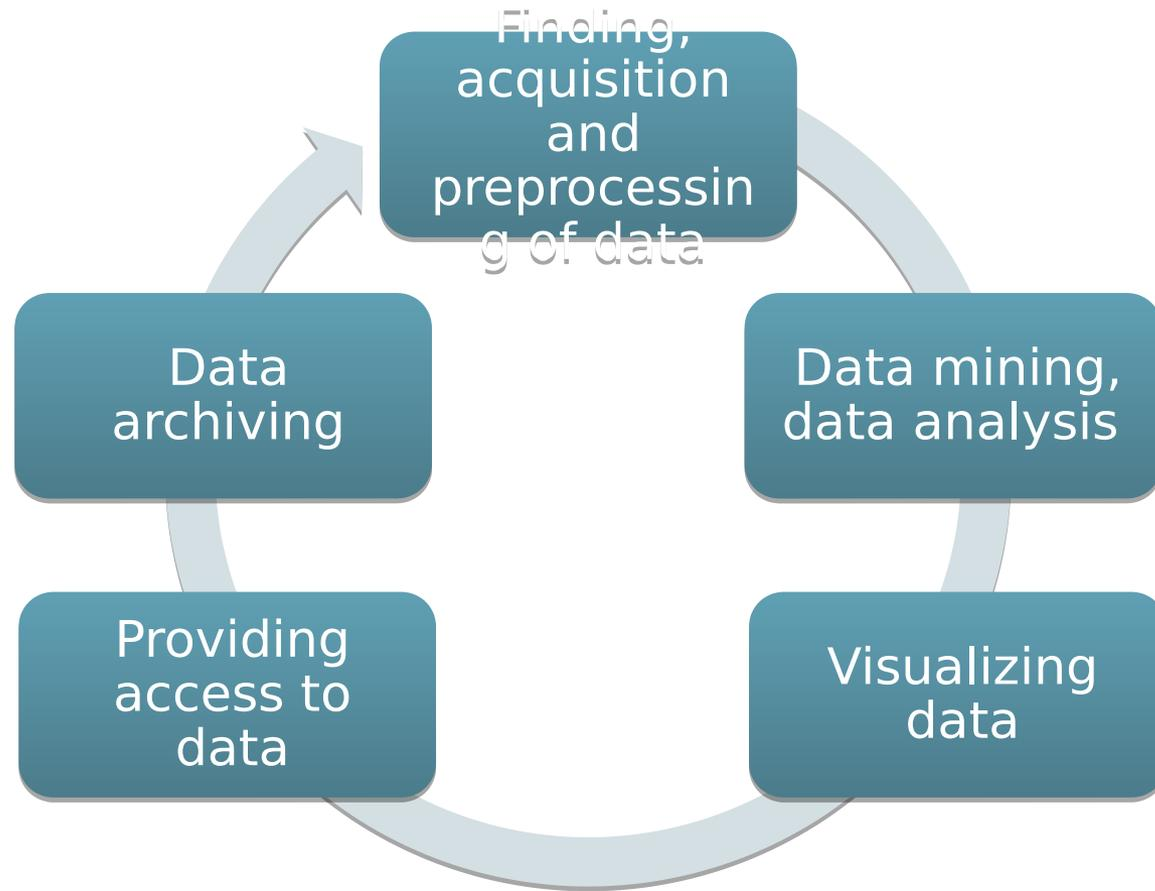 Finding,
acquisition
and
preprocessin
g of data
Data mining,
data analysis
Visualizing
data
Providing
access to
data
Data
archiving